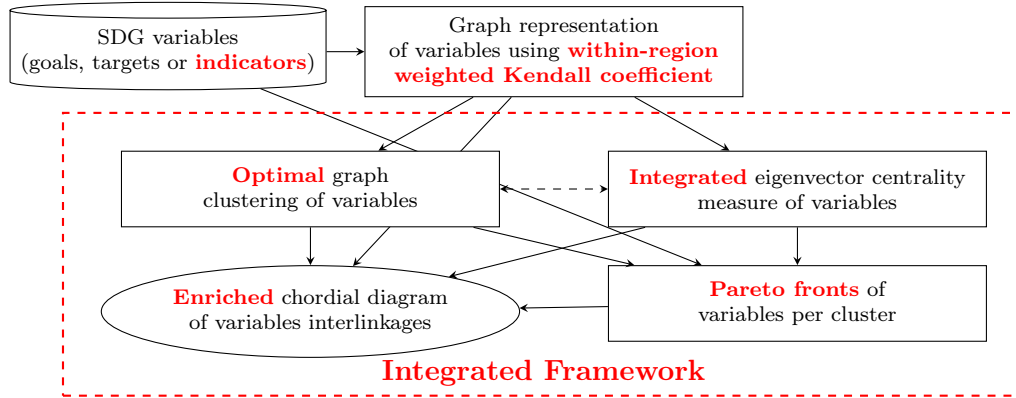 SDG variables
(goals, targets or indicators)
Graph representation
of variables using within-region
weighted Kendall coefficient
Optimal graph
clustering of variables
Integrated eigenvector centrality
measure of variables
Enriched chordial diagram
of variables interlinkages
Pareto fronts of
variables per cluster
Integrated Framework